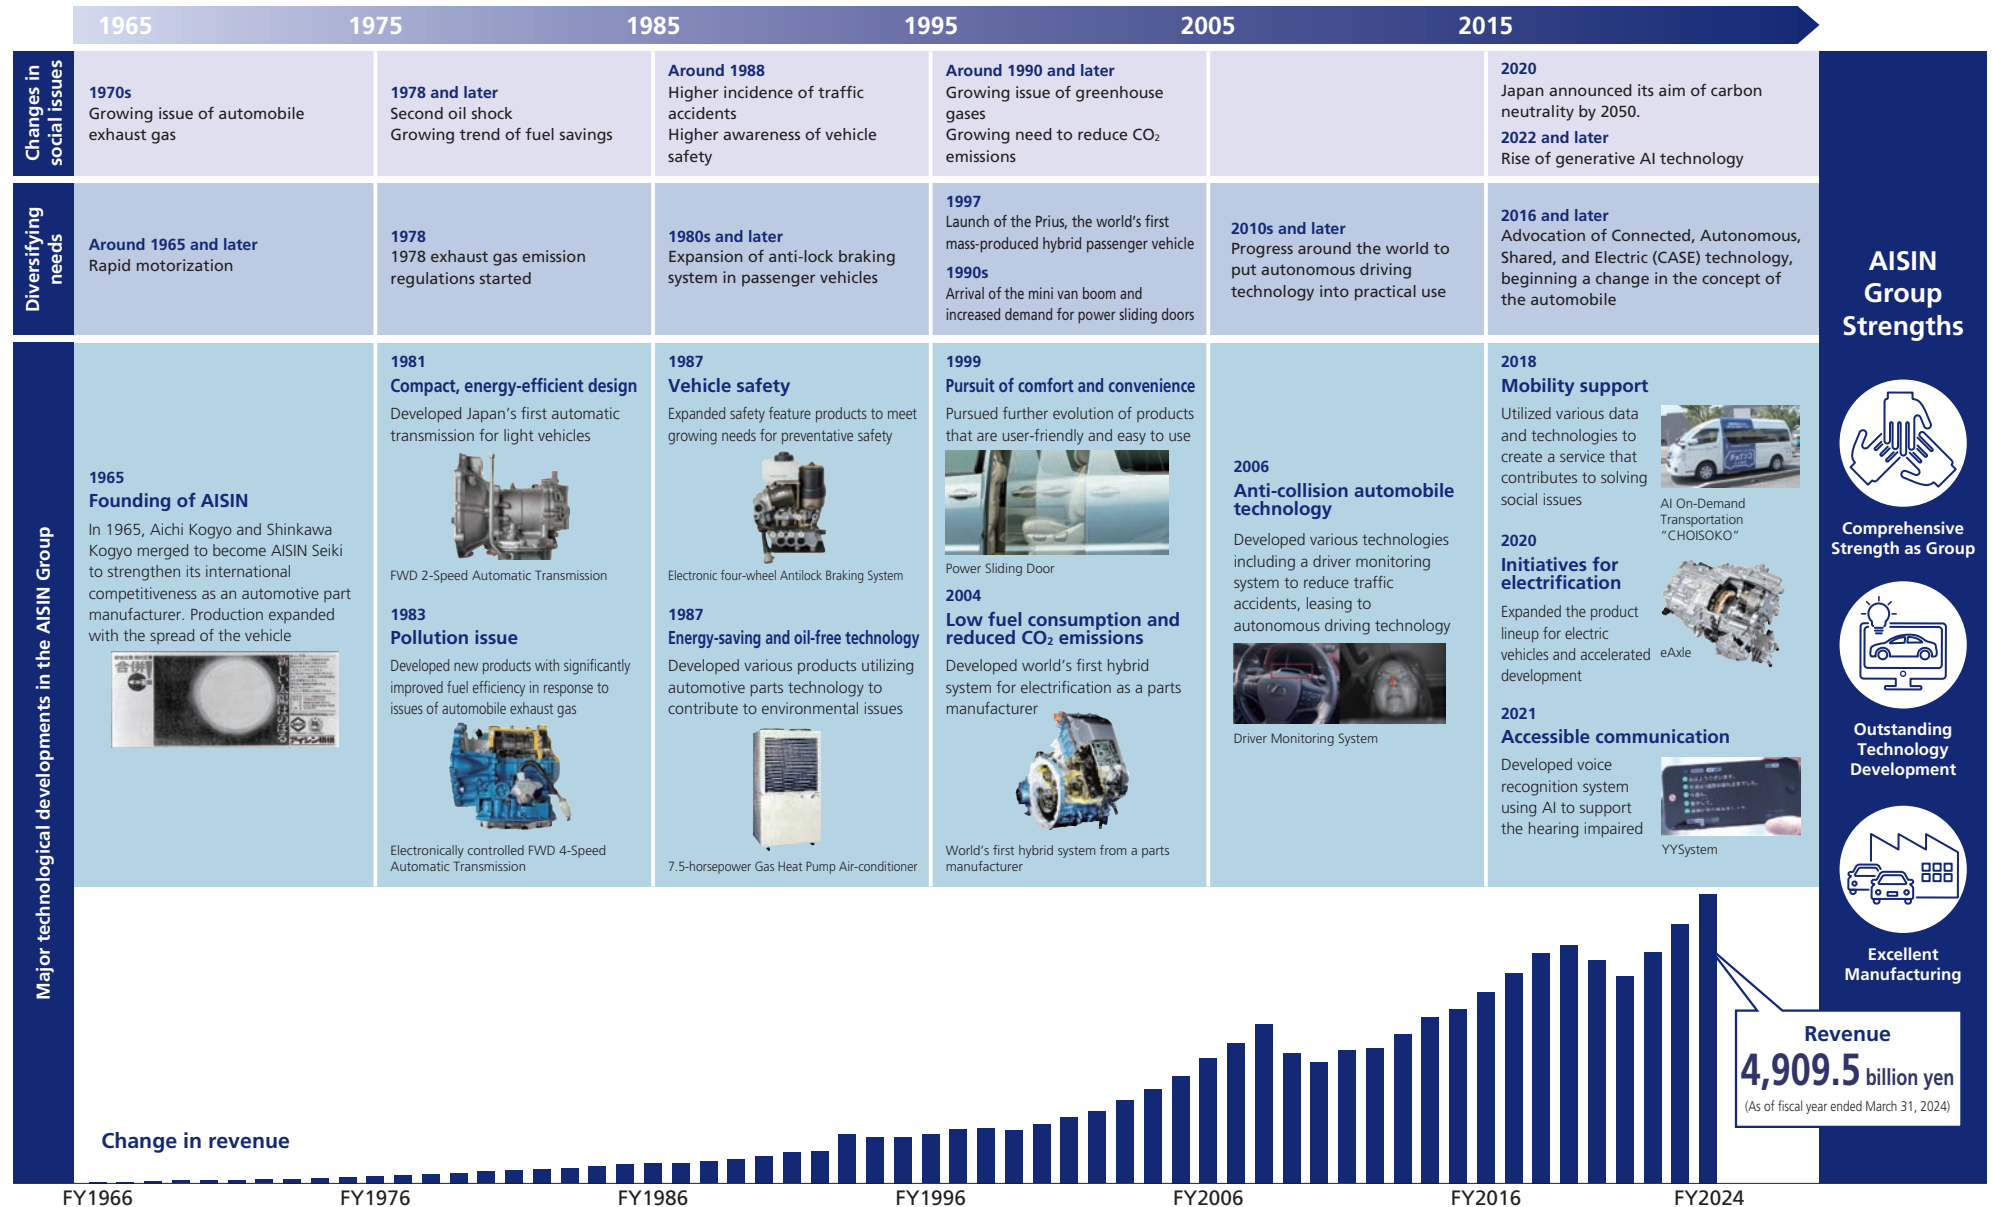 1965
1975
1985
1995
2005
2015
Changes in
social issues
1970s
Growing issue of automobile
exhaust gas
1978 and later
Second oil shock
Growing trend of fuel savings
Around 1988
Higher incidence of traffic
accidents
Higher awareness of vehicle
safety
Around 1990 and later
Growing issue of greenhouse
gases
Growing need to reduce CO₂
emissions
2020
Japan announced its aim of carbon
neutrality by 2050.
2022 and later
Rise of generative AI technology
Diversifying
needs
Around 1965 and later
Rapid motorization
1978
1978 exhaust gas emission
regulations started
1980s and later
Expansion of anti-lock braking
system in passenger vehicles
1997
Launch of the Prius, the world's first
mass-produced hybrid passenger vehicle
1990s
Arrival of the mini van boom and
increased demand for power sliding doors
2010s and later
Progress around the world to
put autonomous driving
technology into practical use
2016 and later
Advocation of Connected, Autonomous,
Shared, and Electric (CASE) technology,
beginning a change in the concept of
the automobile
Major technological developments in the AISIN Group
1965
Founding of AISIN
In 1965, Aichi Kogyo and Shinkawa
Kogyo merged to become AISIN Seiki
to strengthen its international
competitiveness as an automotive part
manufacturer. Production expanded
with the spread of the vehicle
合併
アイシン精機
1981
Compact, energy-efficient design
Developed Japan's first automatic
transmission for light vehicles
FWD 2-Speed Automatic Transmission
1983
Pollution issue
Developed new products with significantly
improved fuel efficiency in response to
issues of automobile exhaust gas
Electronically controlled FWD 4-Speed
Automatic Transmission
1987
Vehicle safety
Expanded safety feature products to meet
growing needs for preventative safety
Electronic four-wheel Antilock Braking System
1987
Energy-saving and oil-free technology
Developed various products utilizing
automotive parts technology to
contribute to environmental issues
7.5-horsepower Gas Heat Pump Air-conditioner
1999
Pursuit of comfort and convenience
Pursued further evolution of products
that are user-friendly and easy to use
Power Sliding Door
2004
Low fuel consumption and
reduced CO₂ emissions
Developed world's first hybrid
system for electrification as a parts
manufacturer
World's first hybrid system from a parts
manufacturer
2006
Anti-collision automobile
technology
Developed various technologies
including a driver monitoring
system to reduce traffic
accidents, leasing to
autonomous driving technology
Driver Monitoring System
2018
Mobility support
Utilized various data
and technologies to
create a service that
contributes to solving
social issues
チョイソコ
AI On-Demand
Transportation
"CHOISOKO"
2020
Initiatives for
electrification
Expanded the product
lineup for electric
vehicles and accelerated
development
eAxle
2021
Accessible communication
Developed voice
recognition system
using AI to support
the hearing impaired
YYSystem
AISIN
Group
Strengths
Comprehensive
Strength as Group
Outstanding
Technology
Development
Excellent
Manufacturing
Change in revenue
Revenue
4,909.5 billion yen
(As of fiscal year ended March 31, 2024)
FY1966
FY1976
FY1986
FY1996
FY2006
FY2016
FY2024